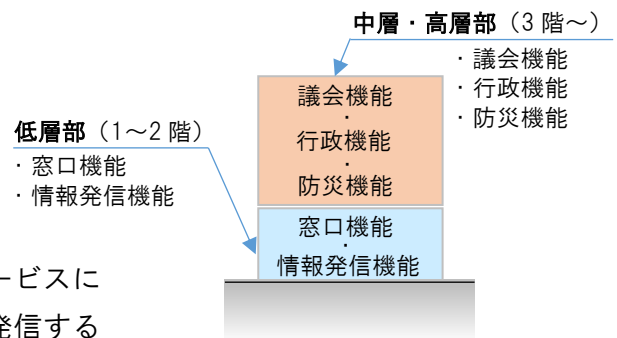 中層・高層部（3 階～）
・議会機能
・行政機能
・防災機能
低層部（1～2 階）
・窓口機能
・情報発信機能
議会機能
・
行政機能
・
防災機能
窓口機能
・
情報発信機能
ービスに
発信する